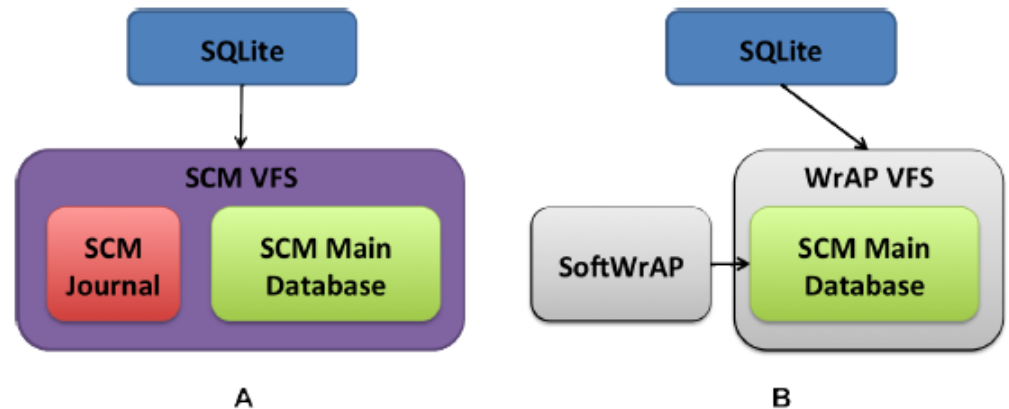 SQLite
SCM VFS
SCM
Journal
SCM Main
Database
A
SQLite
WrAP VFS
SoftWrAP
SCM Main
Database
B